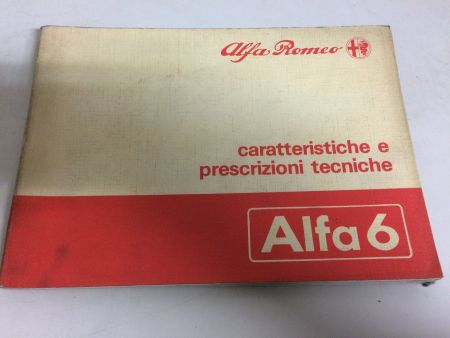 Alfa Romeo
caratteristiche e
prescrizioni tecniche
Alfa 6